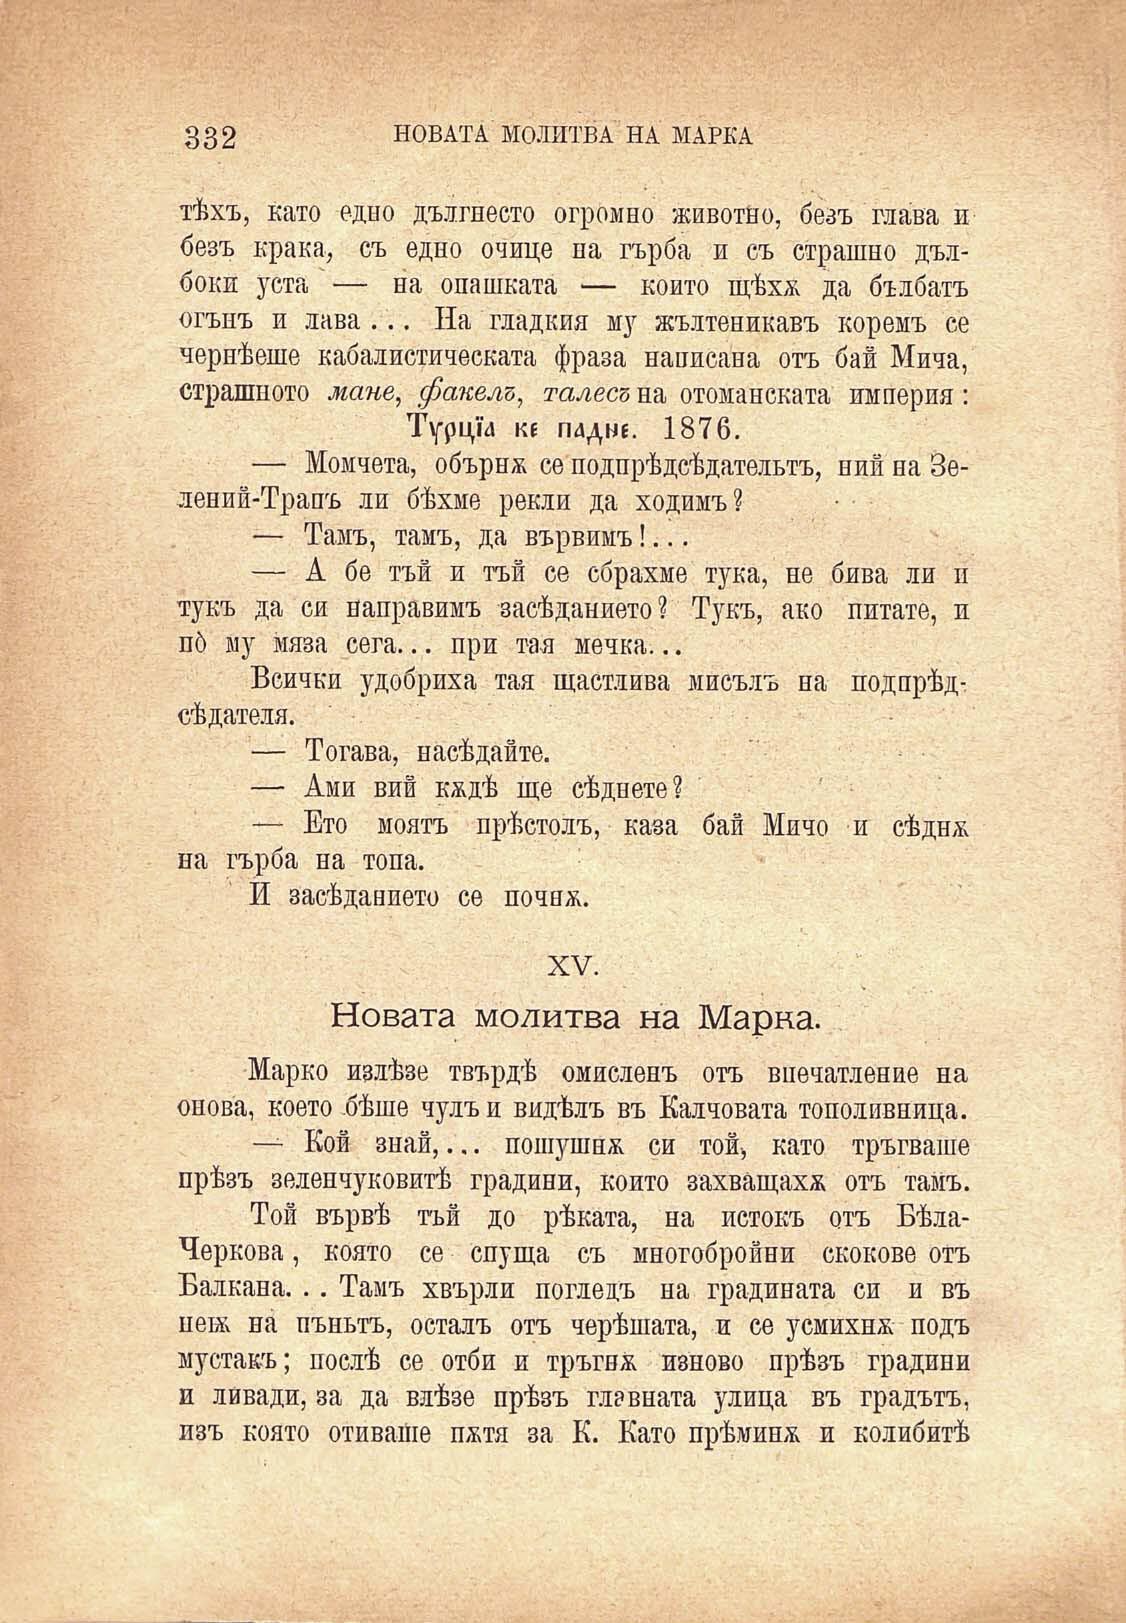 332 НОВАТА МОЛИТВА НА МАРКА
тѣхъ, като едно дългнесто огромно животно, безъ глава и
безъ крака, съ едно очице на гърба и съ страшно дъл-
боки уста — на опашката — които щѣхѫ да бълбатъ
огънъ и лава... На гладкия му жълтеникавъ коремъ се
чернѣеше кабалистическата фраза написана отъ бай Мича,
страшното мане, факелъ, талесъ на отоманската империя:
Тѵрцїа ке падне. 1876.
— Момчета, обърнѫ се подпрѣдсѣдательтъ, ний на Зе-
лений-Трапъ ли бѣхме рекли да ходимъ?
— Тамъ, тамъ, да вървимъ!...
— А бе тъй и тъй се сбрахме тука, не бива ли и
тукъ да си направимъ засѣданието? Тукъ, ако питате, и
по̀ му мяза сега... при тая мечка...
Всички удобриха тая щастлива мисълъ на подпрѣд-
сѣдателя.
— Тогава, насѣдайте.
— Ами вий кѫдѣ ще сѣднете?
— Ето моятъ прѣстолъ, каза бай Мичо и сѣднѫ
на гърба на топа.
И засѣданието се почнѫ.
XV.
Новата молитва на Марка.
Марко излѣзе твърдѣ омисленъ отъ впечатление на
онова, което бѣше чулъ и видѣлъ въ Калчовата тополивница.
— Кой знай,... пошушнѫ си той, като тръгваше
прѣзъ зеленчуковитѣ градини, които захващахѫ отъ тамъ.
Той вървѣ тъй до рѣката, на истокъ отъ Бѣла-
Черкова, която се спуща съ многобройни скокове отъ
Балкана... Тамъ хвърли погледъ на градината си и въ
неѭ на пъньтъ, осталъ отъ черѣшата, и се усмихнѫ подъ
мустакъ; послѣ се отби и тръгнѫ изново прѣзъ градини
и ливади, за да влѣзе прѣзъ главната улица въ градътъ,
изъ която отиваше пѫтя за К. Като прѣминѫ и колибитѣ